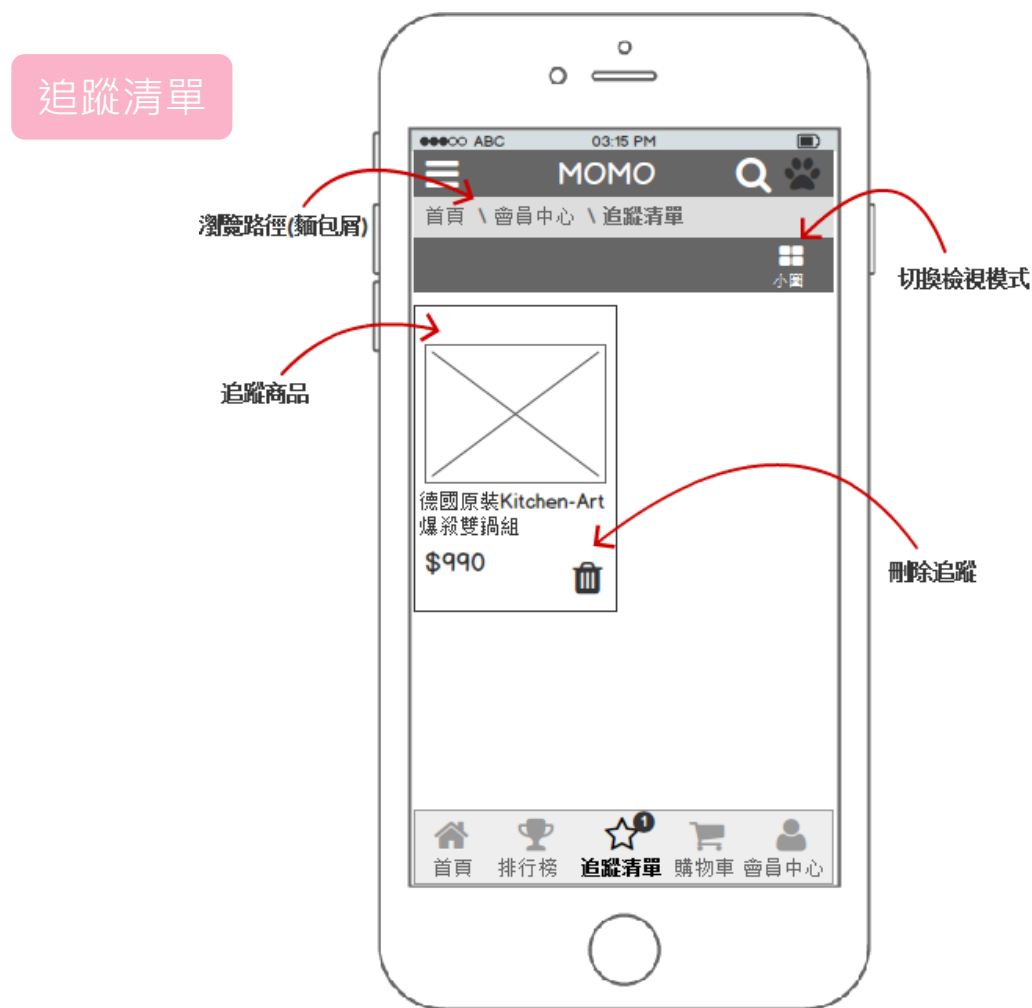 追蹤清單
ABC 03:15 PM
MOMO
瀏覽路徑(麵包屑)
首頁 \ 會員中心 \ 追蹤清單
小圖
切換檢視模式
追蹤商品
德國原裝Kitchen-Art
爆殺雙鍋組
$990
刪除追蹤
1
首頁 排行榜 追蹤清單 購物車 會員中心